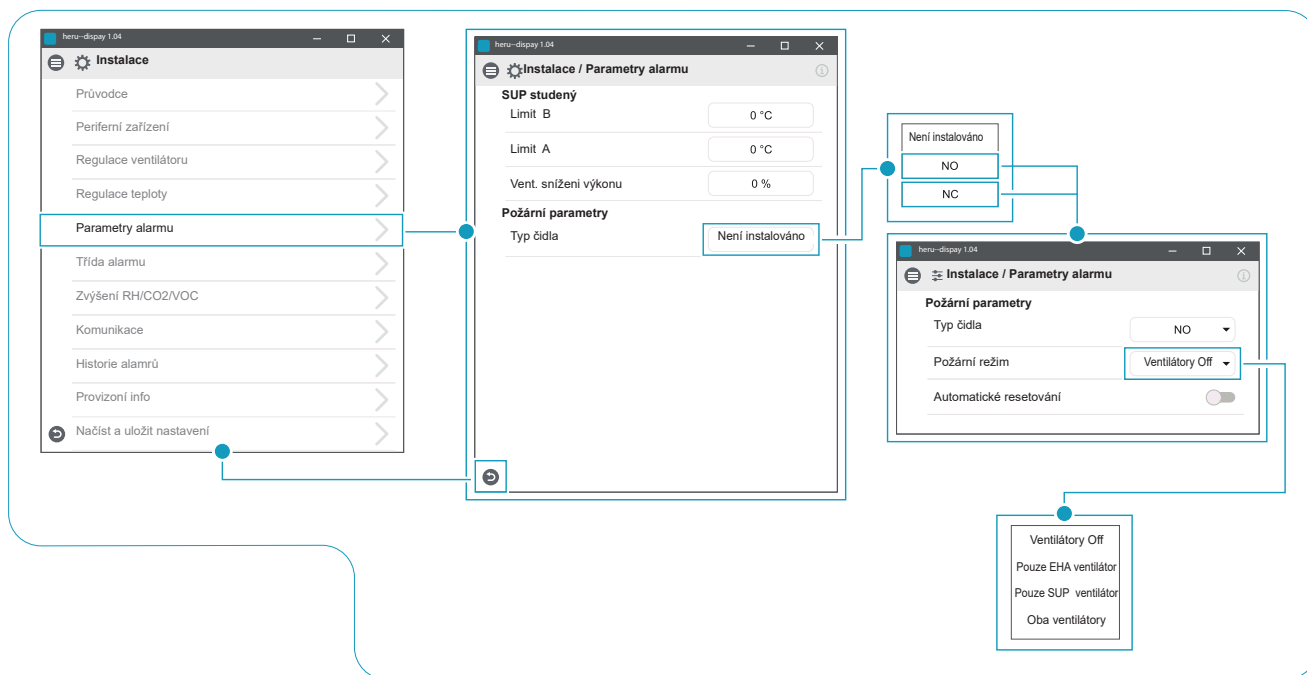 heru--dispay 1.04
Instalace
Průvodce
Periferní zařízení
Regulace ventilátoru
Regulace teploty
Parametry alarmu
Třída alarmu
Zvýšení RH/CO2/VOC
Komunikace
Historie alamrů
Provizoní info
Načíst a uložit nastavení
heru--dispay 1.04
Instalace / Parametry alarmu
SUP studený
Limit B 0 °C
Limit A 0 °C
Vent. sníženi výkonu 0 %
Požární parametry
Typ čidla Není instalováno
Není instalováno
NO
NC
heru--dispay 1.04
Instalace / Parametry alarmu
Požární parametry
Typ čidla NO
Požární režim Ventilátory Off
Automatické resetování
Ventilátory Off
Pouze EHA ventilátor
Pouze SUP ventilátor
Oba ventilátory